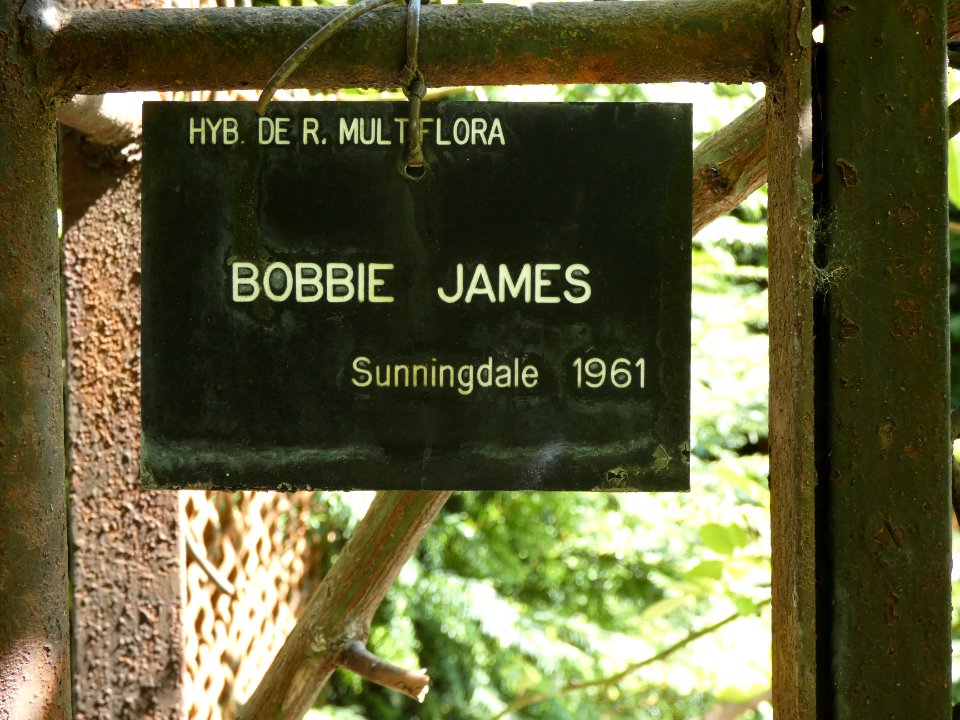 HYB. DE R. MULTIFLORA
BOBBIE JAMES
Sunningdale 1961